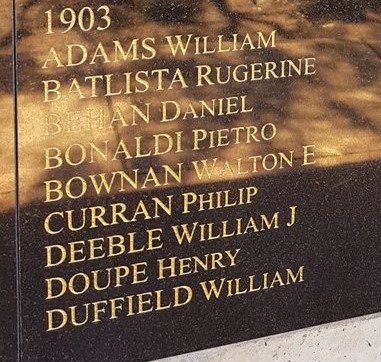 1903
ADAMS WILLIAM
BATLISTA RUGERINE
BEHAN DANIEL
BONALDI PIETRO
BOWNAN WALTON E
CURRAN PHILIP
DEEBLE WILLIAM J
DOUPE HENRY
DUFFIELD WILLIAM